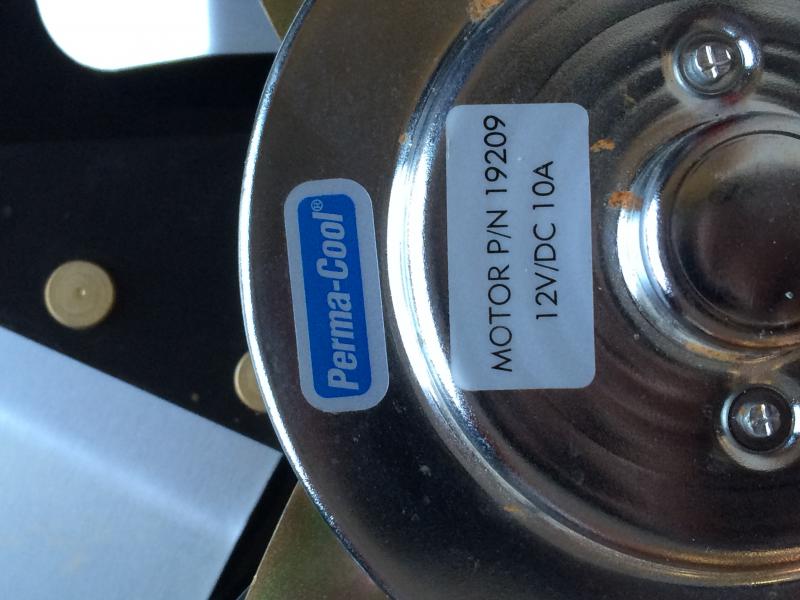 Perma-Cool®
MOTOR P/N 19209
12V/DC 10A